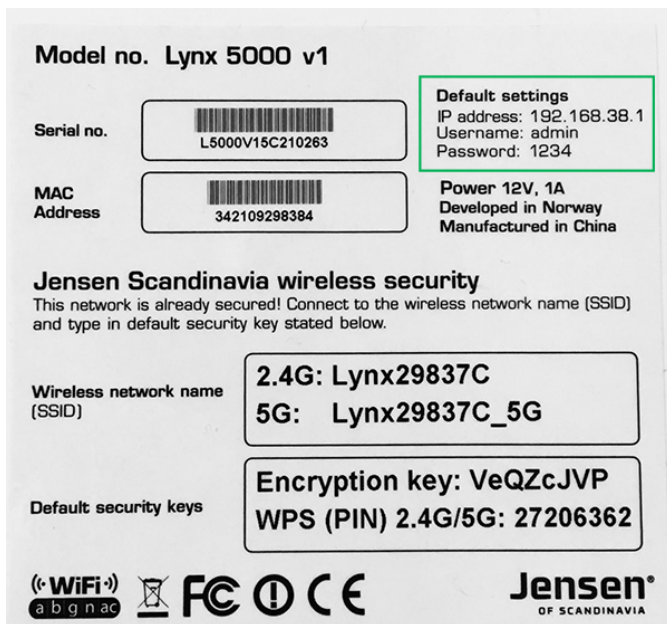 Model no. Lynx 5000 v1
Default settings
IP address: 192.168.38.1
Username: admin
Password: 1234
Serial no.
L5000V15C210263
MAC
Address
342109298384
Power 12V, 1A
Developed in Norway
Manufactured in China
Jensen Scandinavia wireless security
This network is already secured! Connect to the wireless network name (SSID)
and type in default security key stated below.
Wireless network name
(SSID)
2.4G: Lynx29837C
5G: Lynx29837C_5G
Default security keys
Encryption key: VeQZcJVP
WPS (PIN) 2.4G/5G: 27206362
WiFi
a b g n ac
FC
CE
Jensen
OF SCANDINAVIA